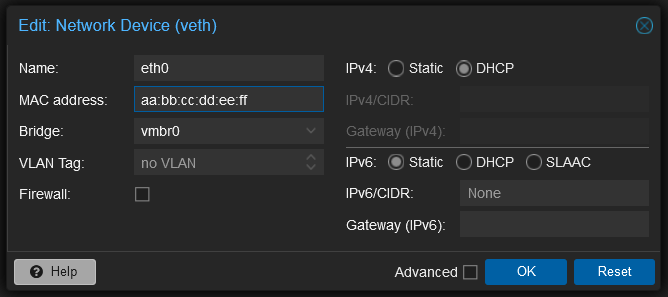 Edit: Network Device (veth)
Name: eth0
MAC address: aa:bb:cc:dd:ee:ff
Bridge: vmbr0
VLAN Tag: no VLAN
Firewall:
IPv4: Static DHCP
IPv4/CIDR:
Gateway (IPv4):
IPv6: Static DHCP SLAAC
IPv6/CIDR: None
Gateway (IPv6):
? Help
Advanced OK Reset